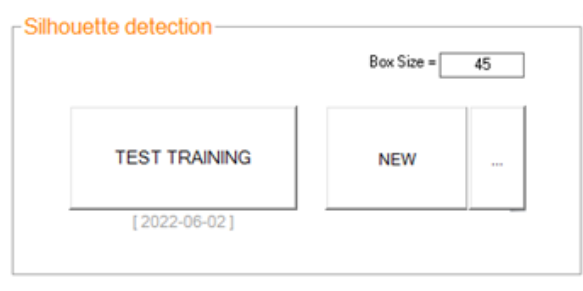 Silhouette detection
Box Size = 45
TEST TRAINING
NEW
...
[ 2022-06-02 ]